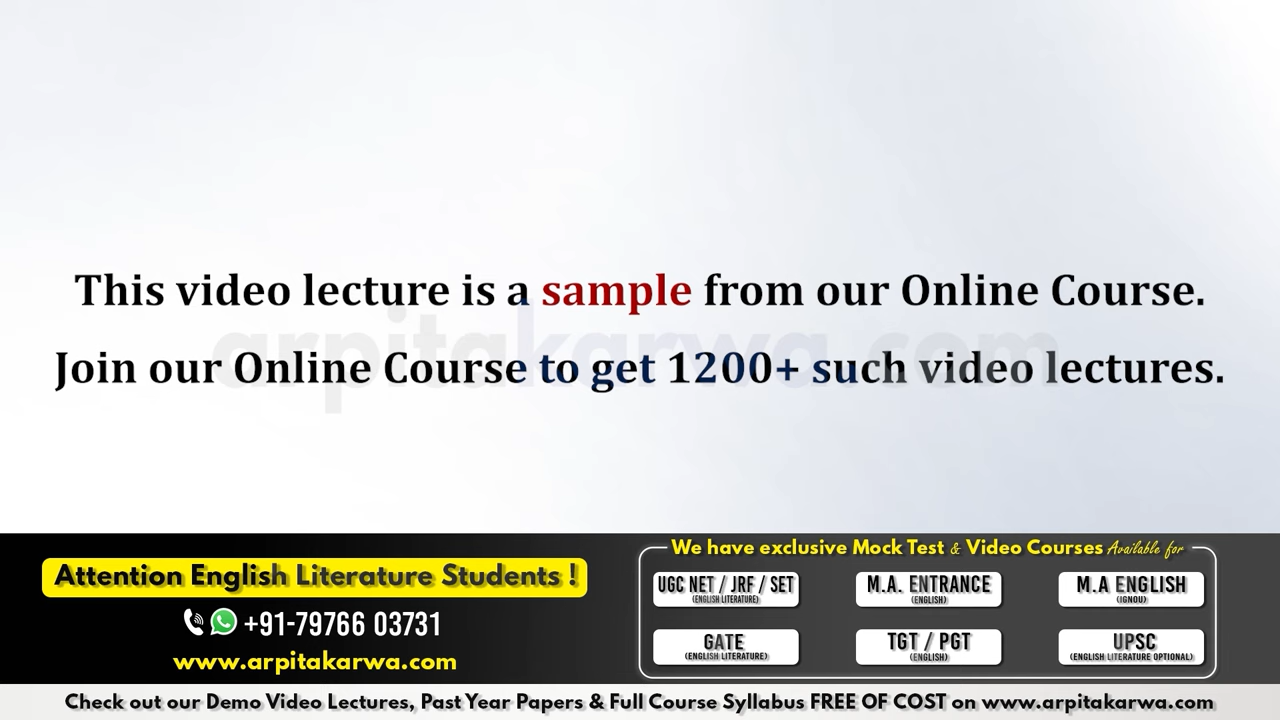 This video lecture is a sample from our Online Course.
arpitakarwa.com
Join our Online Course to get 1200+ such video lectures.
Attention English Literature Students !
+91-79766 03731
www.arpitakarwa.com
We have exclusive Mock Test & Video Courses Available for
UGC NET / JRF / SET
(ENGLISH LITERATURE)
M.A. ENTRANCE
(ENGLISH)
M.A ENGLISH
(IGNOU)
GATE
(ENGLISH LITERATURE)
TGT / PGT
(ENGLISH)
UPSC
(ENGLISH LITERATURE OPTIONAL)
Check out our Demo Video Lectures, Past Year Papers & Full Course Syllabus FREE OF COST on www.arpitakarwa.com